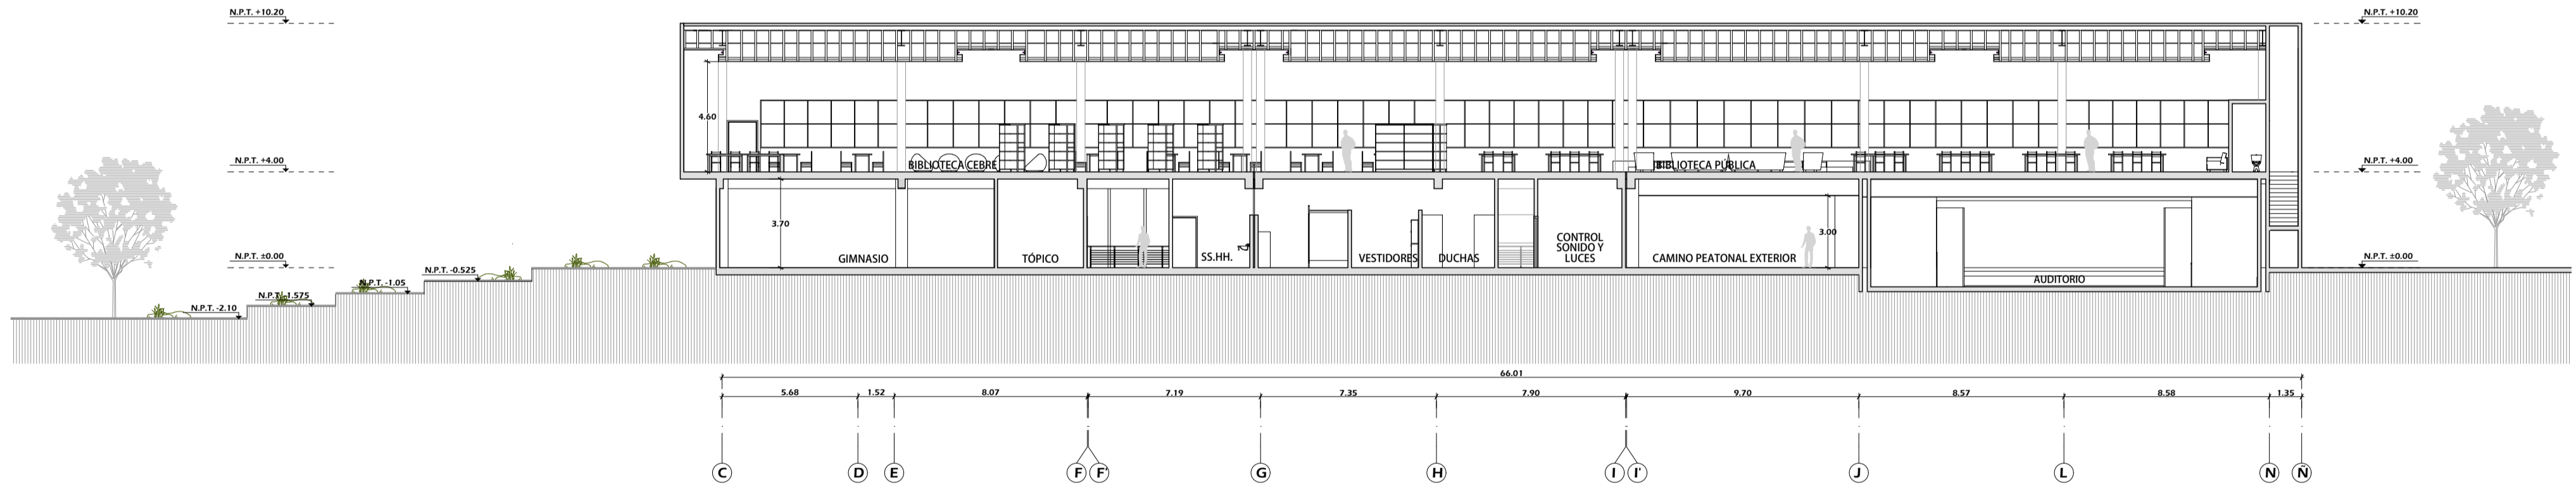 N.P.T. +10.20
N.P.T. +10.20
4.60
N.P.T. +4.00
BIBLIOTECA CEBRE
BIBLIOTECA PÚBLICA
N.P.T. +4.00
3.70
3.00
CONTROL
SONIDO Y
LUCES
GIMNASIO
TÓPICO
SS.HH.
VESTIDORES
DUCHAS
CAMINO PEATONAL EXTERIOR
N.P.T. ±0.00
N.P.T. ±0.00
N.P.T. -0.525
AUDITORIO
N.P.T. -1.05
N.P.T. -1.575
N.P.T. -2.10
66.01
5.68
1.52
8.07
7.19
7.35
7.90
9.70
8.57
8.58
1.35
C
D
E
F
F'
G
H
I
I'
J
L
N
Ñ